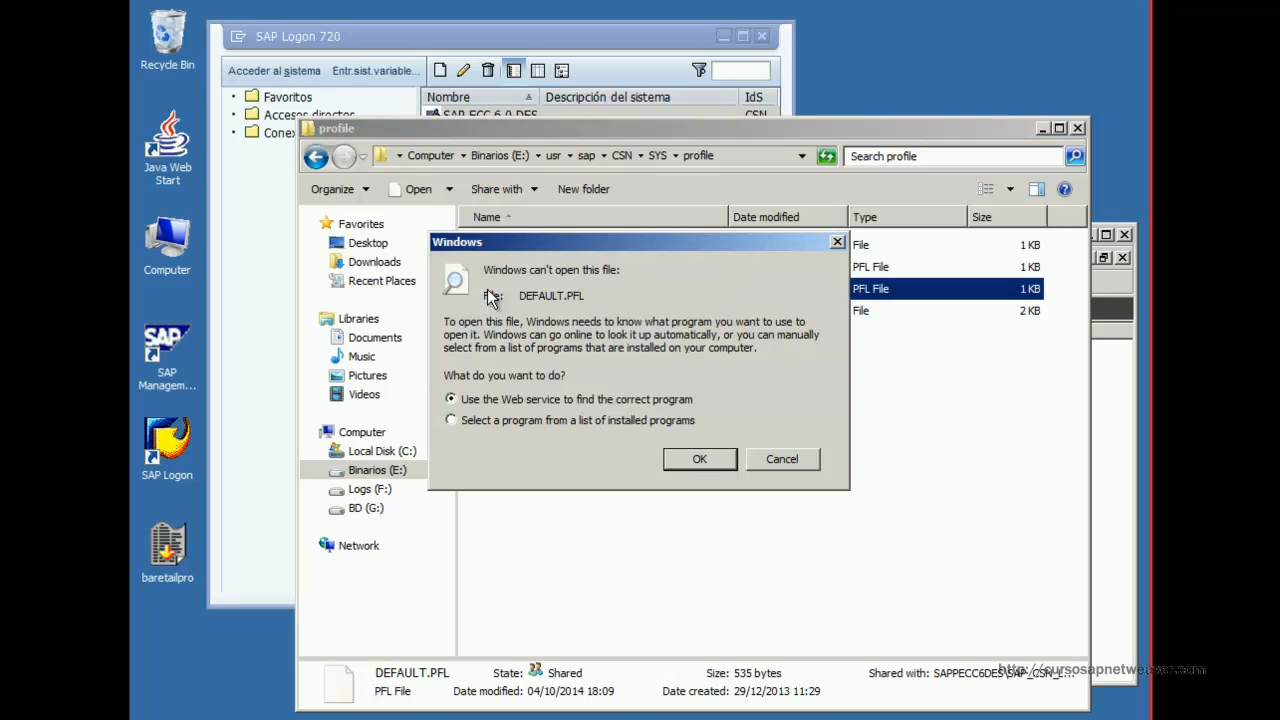 Recycle Bin
Java Web
Start
Computer
SAP
Managem...
SAP Logon
baretailpro
SAP Logon 720
Acceder al sistema
Entr.sist.variable...
Favoritos
Accesos directos
Nombre
Descripción del sistema
IdS
SAP ECC 6.0 DES
CSN
profile
Computer
Binarios (E:)
usr
sap
CSN
SYS
profile
Search profile
Organize
Open
Share with
New folder
Favorites
Desktop
Downloads
Recent Places
Libraries
Documents
Music
Pictures
Videos
Computer
Local Disk (C:)
Binarios (E:)
Logs (F:)
BD (G:)
Network
Name
Date modified
Type
Size
File
1 KB
PFL File
1 KB
PFL File
1 KB
File
2 KB
Windows
Windows can't open this file:
DEFAULT.PFL
To open this file, Windows needs to know what program you want to use to
open it. Windows can go online to look it up automatically, or you can manually
select from a list of programs that are installed on your computer.
What do you want to do?
Use the Web service to find the correct program
Select a program from a list of installed programs
OK
Cancel
DEFAULT.PFL
State: Shared
Size: 535 bytes
PFL File
Date modified: 04/10/2014 18:09
Date created: 29/12/2013 11:29
http://cursosapnetweaver.com